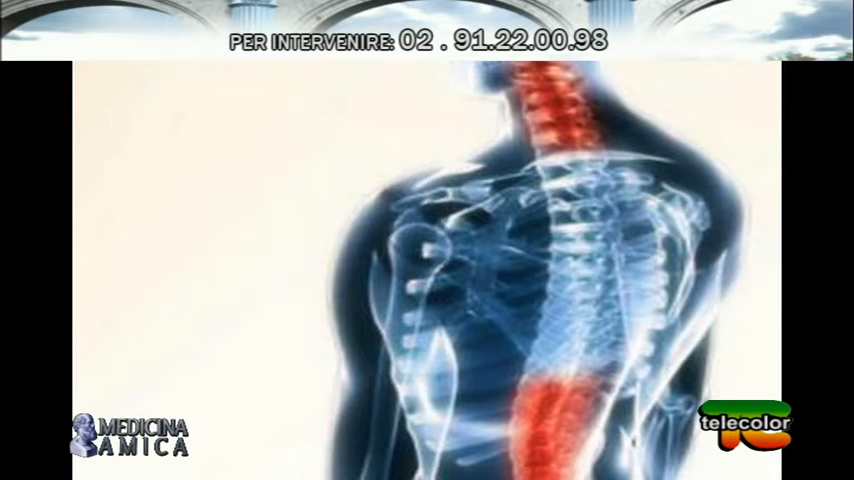 PER INTERVENIRE: 02 . 91.22.00.98
MEDICINA
AMICA
telecolor